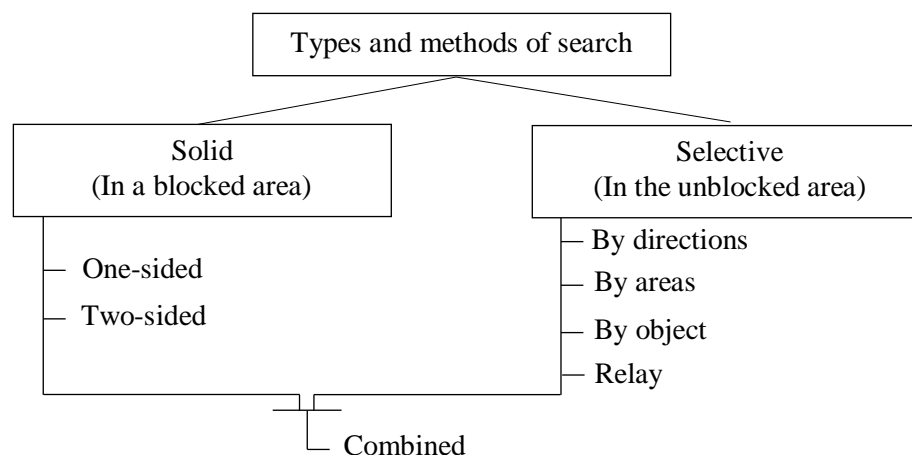 Types and methods of search
Solid
(In a blocked area)
Selective
(In the unblocked area)
One-sided
Two-sided
By directions
By areas
By object
Relay
Combined